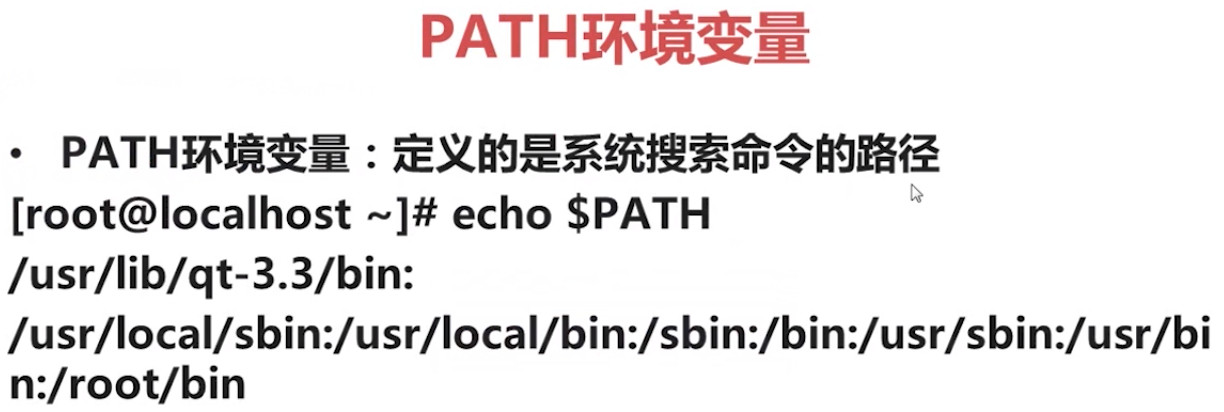 PATH环境变量
• PATH环境变量：定义的是系统搜索命令的路径
[root@localhost ~]# echo $PATH
/usr/lib/qt-3.3/bin:
/usr/local/sbin:/usr/local/bin:/sbin:/bin:/usr/sbin:/usr/bi
n:/root/bin